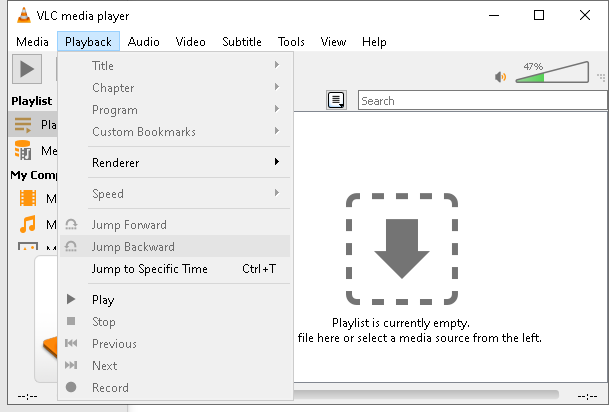 VLC media player
Media Playback Audio Video Subtitle Tools View Help
47%
Playlist
Search
Pla
Me
My Comp
M
M
M
Title
Chapter
Program
Custom Bookmarks
Renderer
Speed
Jump Forward
Jump Backward
Jump to Specific Time Ctrl+T
Play
Stop
Previous
Next
Record
Playlist is currently empty.
file here or select a media source from the left.
--:-- --:--